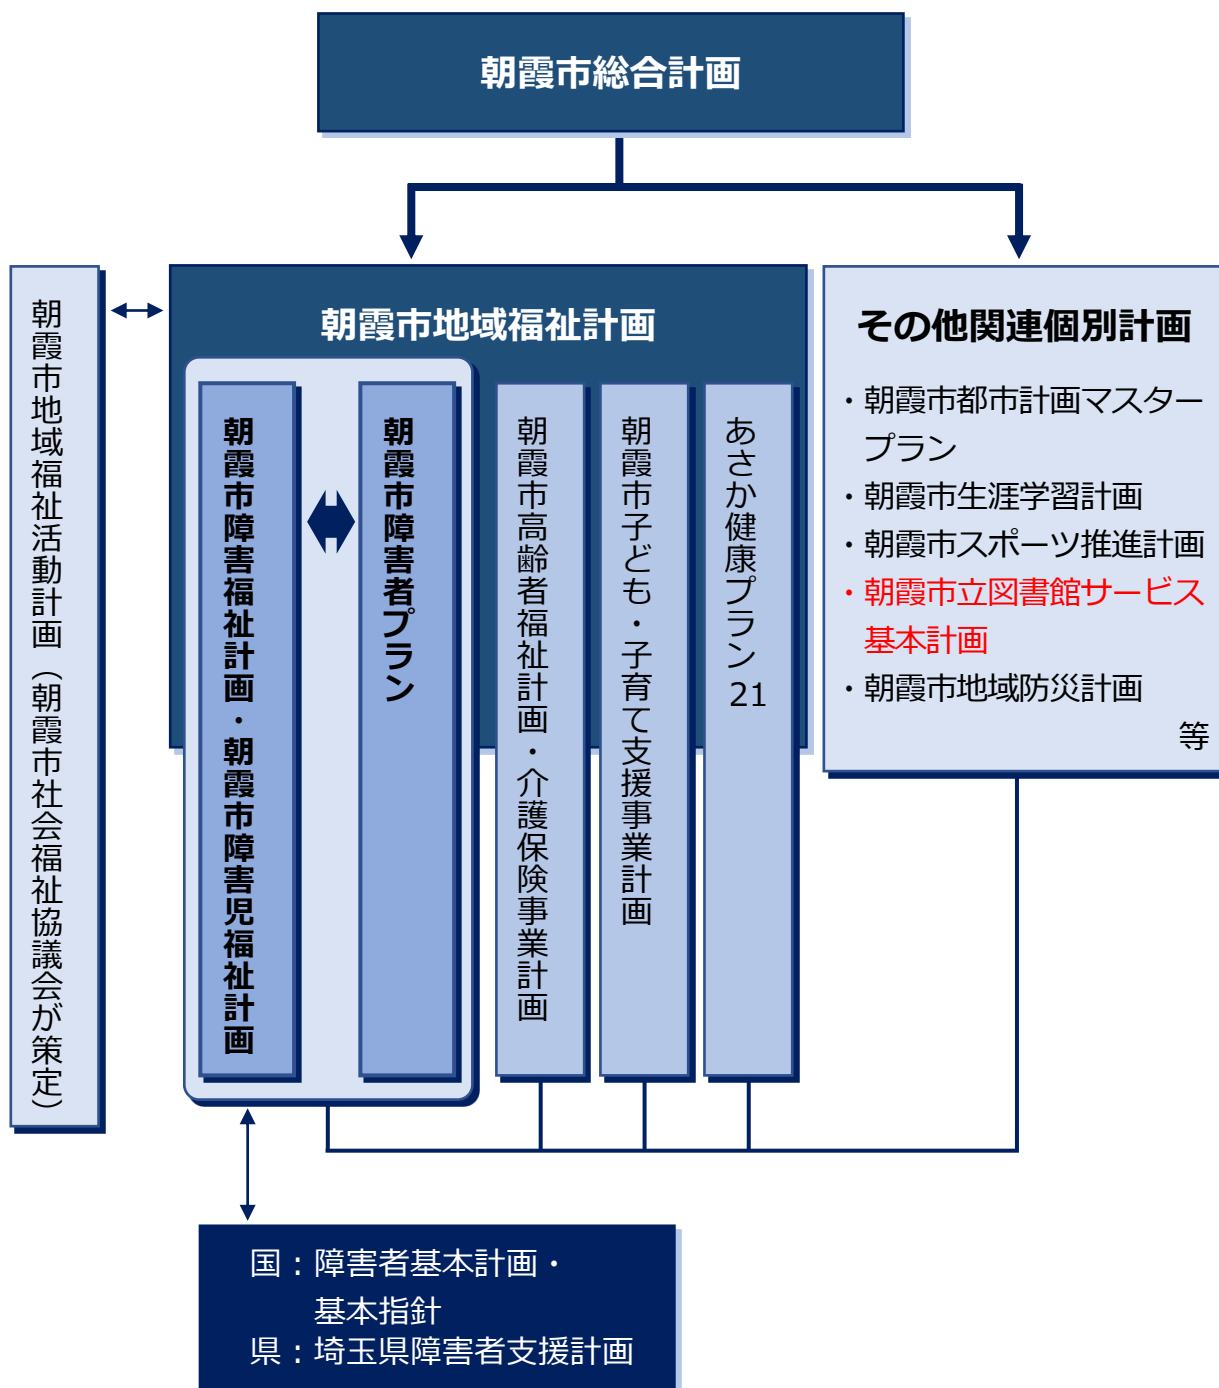 朝霞市総合計画
朝霞市地域福祉活動計画（朝霞市社会福祉協議会が策定）
朝霞市地域福祉計画
朝霞市障害福祉計画・朝霞市障害児福祉計画
朝霞市障害者プラン
朝霞市高齢者福祉計画・介護保険事業計画
朝霞市子ども・子育て支援事業計画
あさか健康プラン
21
その他関連個別計画
・朝霞市都市計画マスター
プラン
・朝霞市生涯学習計画
・朝霞市スポーツ推進計画
・朝霞市立図書館サービス
基本計画
・朝霞市地域防災計画
等
国：障害者基本計画・
基本指針
県：埼玉県障害者支援計画